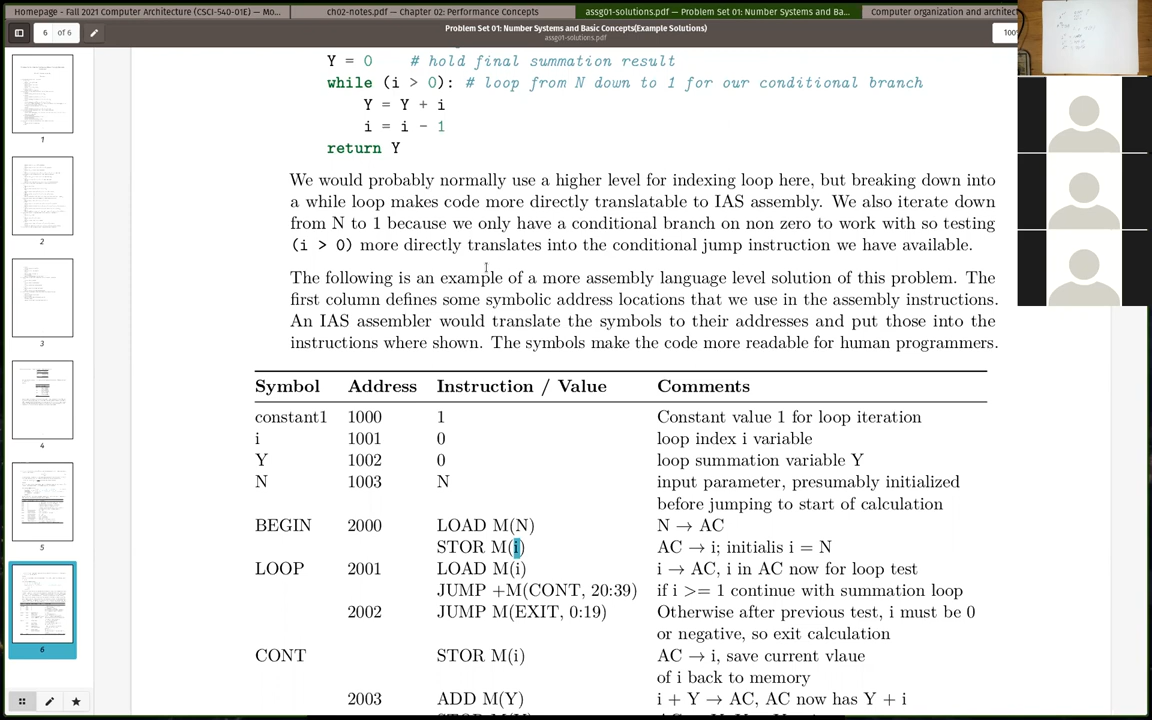 Homepage - Fall 2021 Computer Architecture (CSCI-540-01E) — Mo...
ch02-notes.pdf — Chapter 02: Performance Concepts
assg01-solutions.pdf — Problem Set 01: Number Systems and Ba...
Computer organization and architect
6 of 6
Problem Set 01: Number Systems and Basic Concepts(Example Solutions)
assg01-solutions.pdf
100
Y = 0 # hold final summation result
while (i > 0): # loop from N down to 1 for our conditional branch
Y = Y + i
i = i - 1
return Y
We would probably normally use a higher level for indexing loop here, but breaking down into
a while loop makes code more directly translatable to IAS assembly. We also iterate down
from N to 1 because we only have a conditional branch on non zero to work with so testing
(i > 0) more directly translates into the conditional jump instruction we have available.
The following is an example of a more assembly language level solution of this problem. The
first column defines some symbolic address locations that we use in the assembly instructions.
An IAS assembler would translate the symbols to their addresses and put those into the
instructions where shown. The symbols make the code more readable for human programmers.
Symbol Address Instruction / Value Comments
constant1 1000 1 Constant value 1 for loop iteration
i 1001 0 loop index i variable
Y 1002 0 loop summation variable Y
N 1003 N input parameter, presumably initialized
before jumping to start of calculation
BEGIN 2000 LOAD M(N) N → AC
STOR M(i) AC → i; initialis i = N
LOOP 2001 LOAD M(i) i → AC, i in AC now for loop test
JUMP +M(CONT, 20:39) if i >= 1 continue with summation loop
2002 JUMP M(EXIT, 0:19) Otherwise after previous test, i must be 0
or negative, so exit calculation
CONT STOR M(i) AC → i, save current vlaue
of i back to memory
2003 ADD M(Y) i + Y → AC, AC now has Y + i
1
2
3
4
5
6